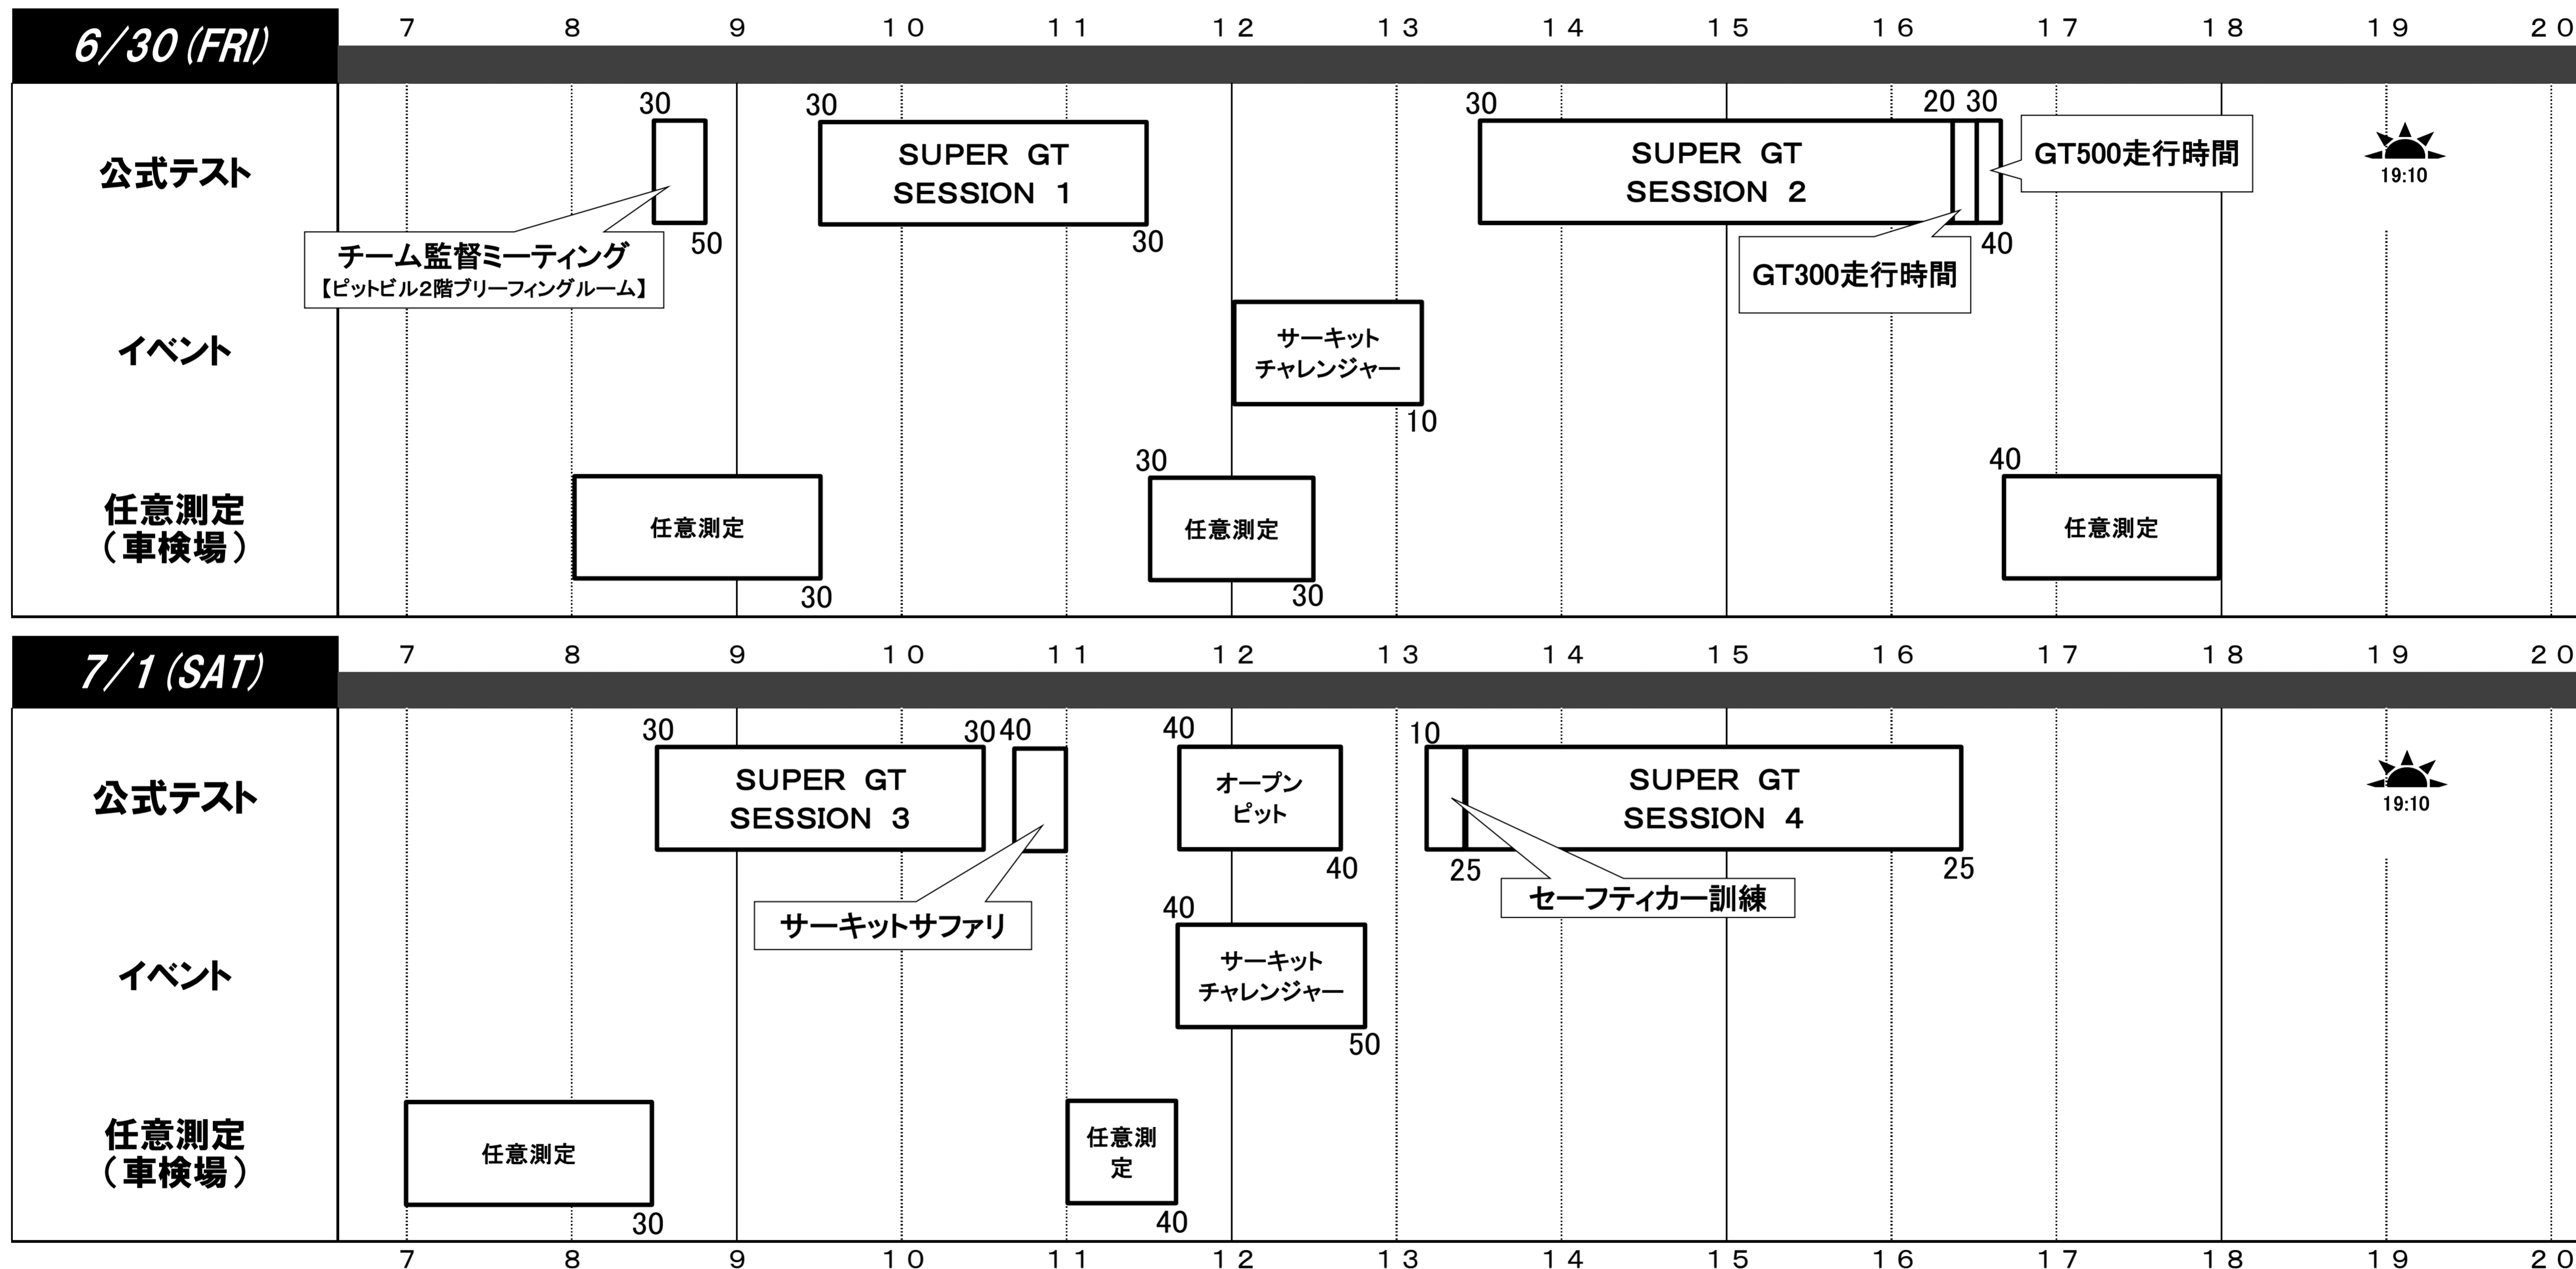 6/30(FRI)
7 8 9 10 11 12 13 14 15 16 17 18 19 20
公式テスト
30
50
チーム監督ミーティング
【ピットビル2階ブリーフィングルーム】
30
SUPER GT
SESSION 1
30
30
SUPER GT
SESSION 2
20 30
40
GT300走行時間
GT500走行時間
19:10
イベント
サーキット
チャレンジャー
10
任意測定
(車検場)
任意測定
30
30
任意測定
30
40
任意測定
7/1(SAT)
7 8 9 10 11 12 13 14 15 16 17 18 19 20
公式テスト
30
SUPER GT
SESSION 3
30 40
サーキットサファリ
40
オープン
ピット
40
10
25
セーフティカー訓練
SUPER GT
SESSION 4
25
19:10
イベント
40
サーキット
チャレンジャー
50
任意測定
(車検場)
任意測定
30
任意測
定
40
7 8 9 10 11 12 13 14 15 16 17 18 19 20